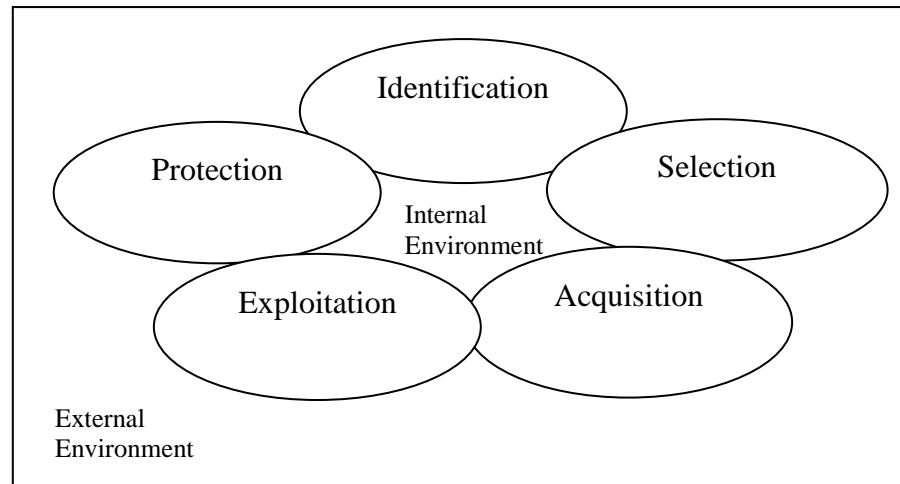 Identification
Protection
Selection
Internal
Environment
Exploitation
Acquisition
External
Environment